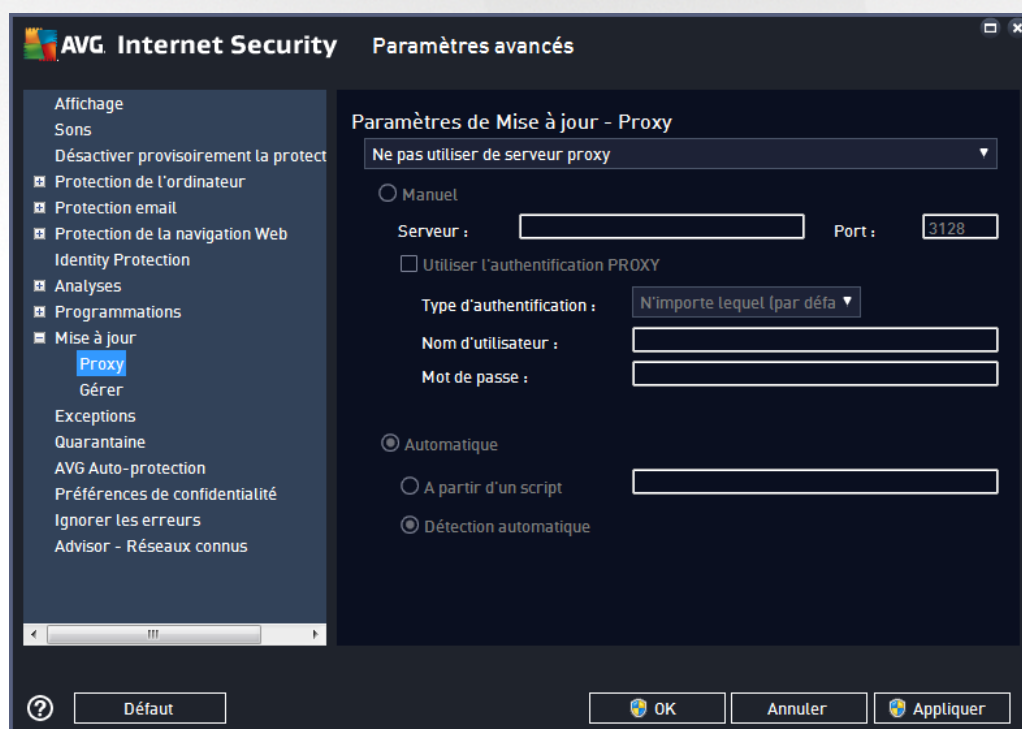 AVG. Internet Security Paramètres avancés
Affichage
Sons
Désactiver provisoirement la protect
Protection de l'ordinateur
Protection email
Protection de la navigation Web
Identity Protection
Analyses
Programmations
Mise à jour
Proxy
Gérer
Exceptions
Quarantaine
AVG Auto-protection
Préférences de confidentialité
Ignorer les erreurs
Advisor - Réseaux connus
Paramètres de Mise à jour - Proxy
Ne pas utiliser de serveur proxy
Manuel
Serveur : Port : 3128
Utiliser l'authentification PROXY
Type d'authentification : N'importe lequel (par défa
Nom d'utilisateur :
Mot de passe :
Automatique
A partir d'un script
Détection automatique
? Défaut OK Annuler Appliquer